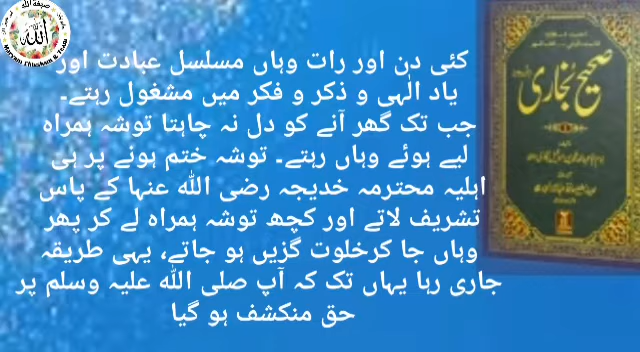 کئی دن اور رات وہاں مسلسل عبادت اور
یاد الٰہی و ذکر و فکر میں مشغول رہتے۔
جب تک گھر آنے کو دل نہ چاہتا توشہ ہمراہ
لیے ہوئے وہاں رہتے۔ توشہ ختم ہونے پر ہی
اہلیہ محترمہ خدیجہ رضی اللہ عنہا کے پاس
تشریف لاتے اور کچھ توشہ ہمراہ لے کر پھر
وہاں جا کرخلوت گزیں ہو جاتے، یہی طریقہ
جاری رہا یہاں تک کہ آپ صلی اللہ علیہ وسلم پر
حق منکشف ہو گیا
صحیح بخاری
صبغة اللہ
اللہ